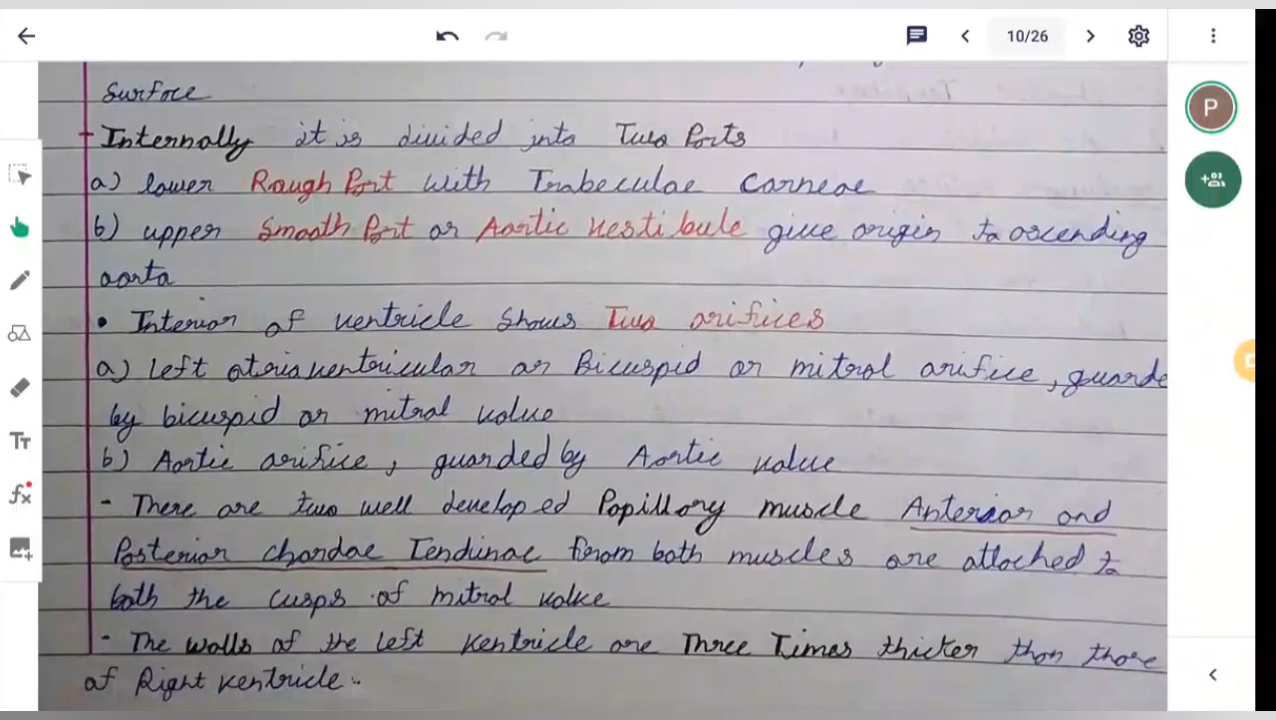 10/26
P
Surface
+ Internally it is divided into Two Parts
a) lower Rough Part with Trabeculae Carneae
b) upper Smooth Part or Aortic Vestibule give origin to ascending
aorta
• Interior of ventricle shows Two orifices
a) Left atrioventricular or Bicuspid or mitral orifice, guarde
by bicuspid or mitral valve
b) Aortic orifice, guarded by Aortic valve
- There are two well developed Papillary muscle Anterior and
Posterior chordae Tendinae from both muscles are attached to
both the cusps of mitral valve
- The walls of the left ventricle are Three Times thicker than those
of Right ventricle.
Tт
fx